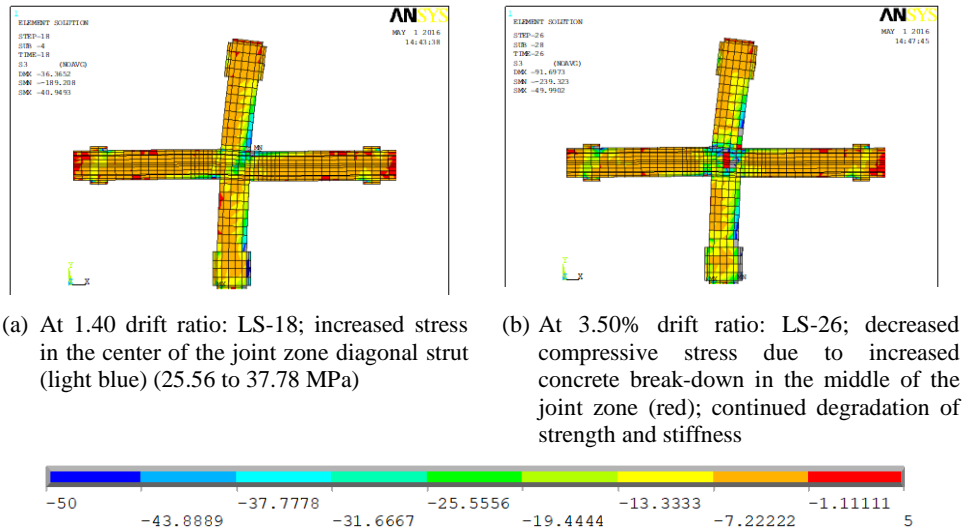 1
ELEMENT SOLUTION
STEP=18
SUB =4
TIME=18
S3 (NOAVG)
DMX =36.3652
SMN =-189.208
SMX =40.9493
ANSYS
MAY 1 2016
14:43:38
MN
Y
X
1
ELEMENT SOLUTION
STEP=26
SUB =28
TIME=26
S3 (NOAVG)
DMX =91.6973
SMN =-239.323
SMX =49.9982
ANSYS
MAY 1 2016
14:47:45
Y
X
(a) At 1.40 drift ratio: LS-18; increased stress
in the center of the joint zone diagonal strut
(light blue) (25.56 to 37.78 MPa)
(b) At 3.50% drift ratio: LS-26; decreased
compressive stress due to increased
concrete break-down in the middle of the
joint zone (red); continued degradation of
strength and stiffness
-50 -37.7778 -25.5556 -13.3333 -1.11111
-43.8889 -31.6667 -19.4444 -7.22222 5